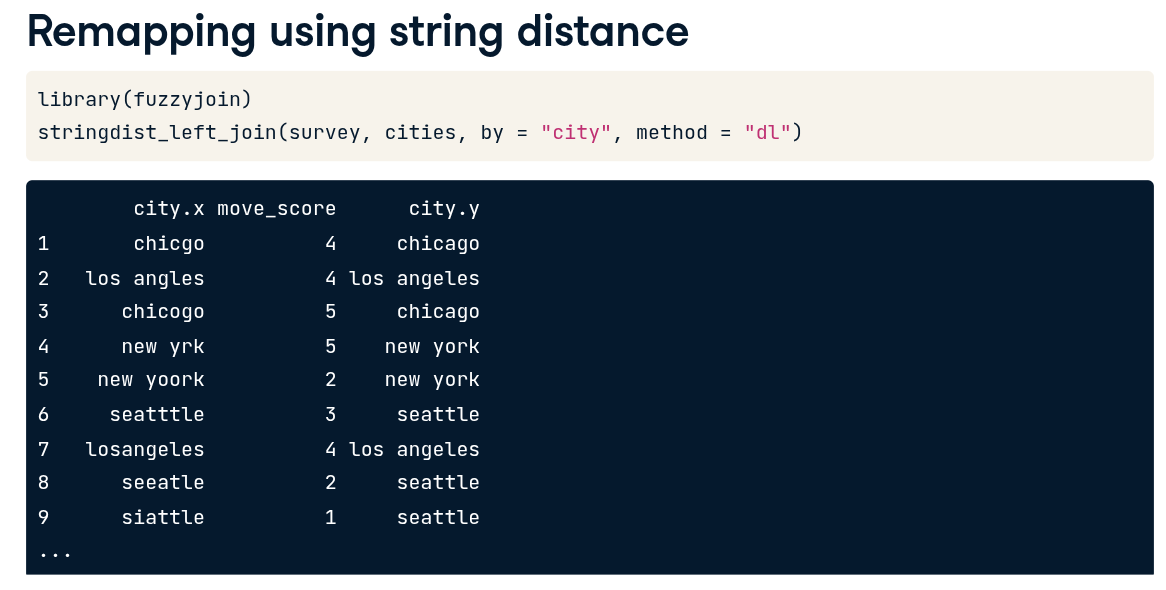 Remapping using string distance
library(fuzzyjoin)
stringdist_left_join(survey, cities, by = "city", method = "dl")
city.x move_score city.y
1 chicgo 4 chicago
2 los angles 4 los angeles
3 chicogo 5 chicago
4 new yrk 5 new york
5 new yoork 2 new york
6 seatttle 3 seattle
7 losangeles 4 los angeles
8 seeatle 2 seattle
9 siattle 1 seattle
...